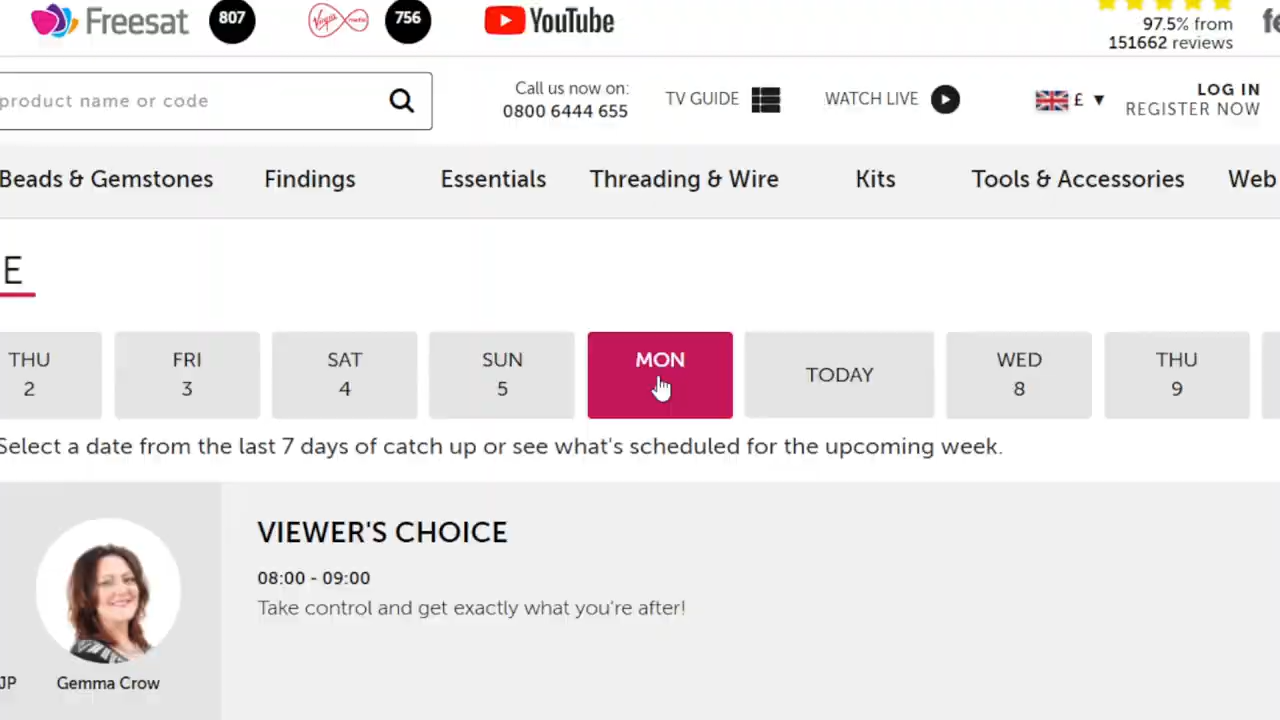 Freesat 807 Virgin media 756 YouTube
97.5% from
151662 reviews
product name or code
Call us now on:
0800 6444 655
TV GUIDE
WATCH LIVE
£
LOG IN
REGISTER NOW
Beads & Gemstones Findings Essentials Threading & Wire Kits Tools & Accessories Web
E
THU
2
FRI
3
SAT
4
SUN
5
MON
TODAY
WED
8
THU
9
Select a date from the last 7 days of catch up or see what's scheduled for the upcoming week.
VIEWER'S CHOICE
08:00 - 09:00
Take control and get exactly what you're after!
JP
Gemma Crow